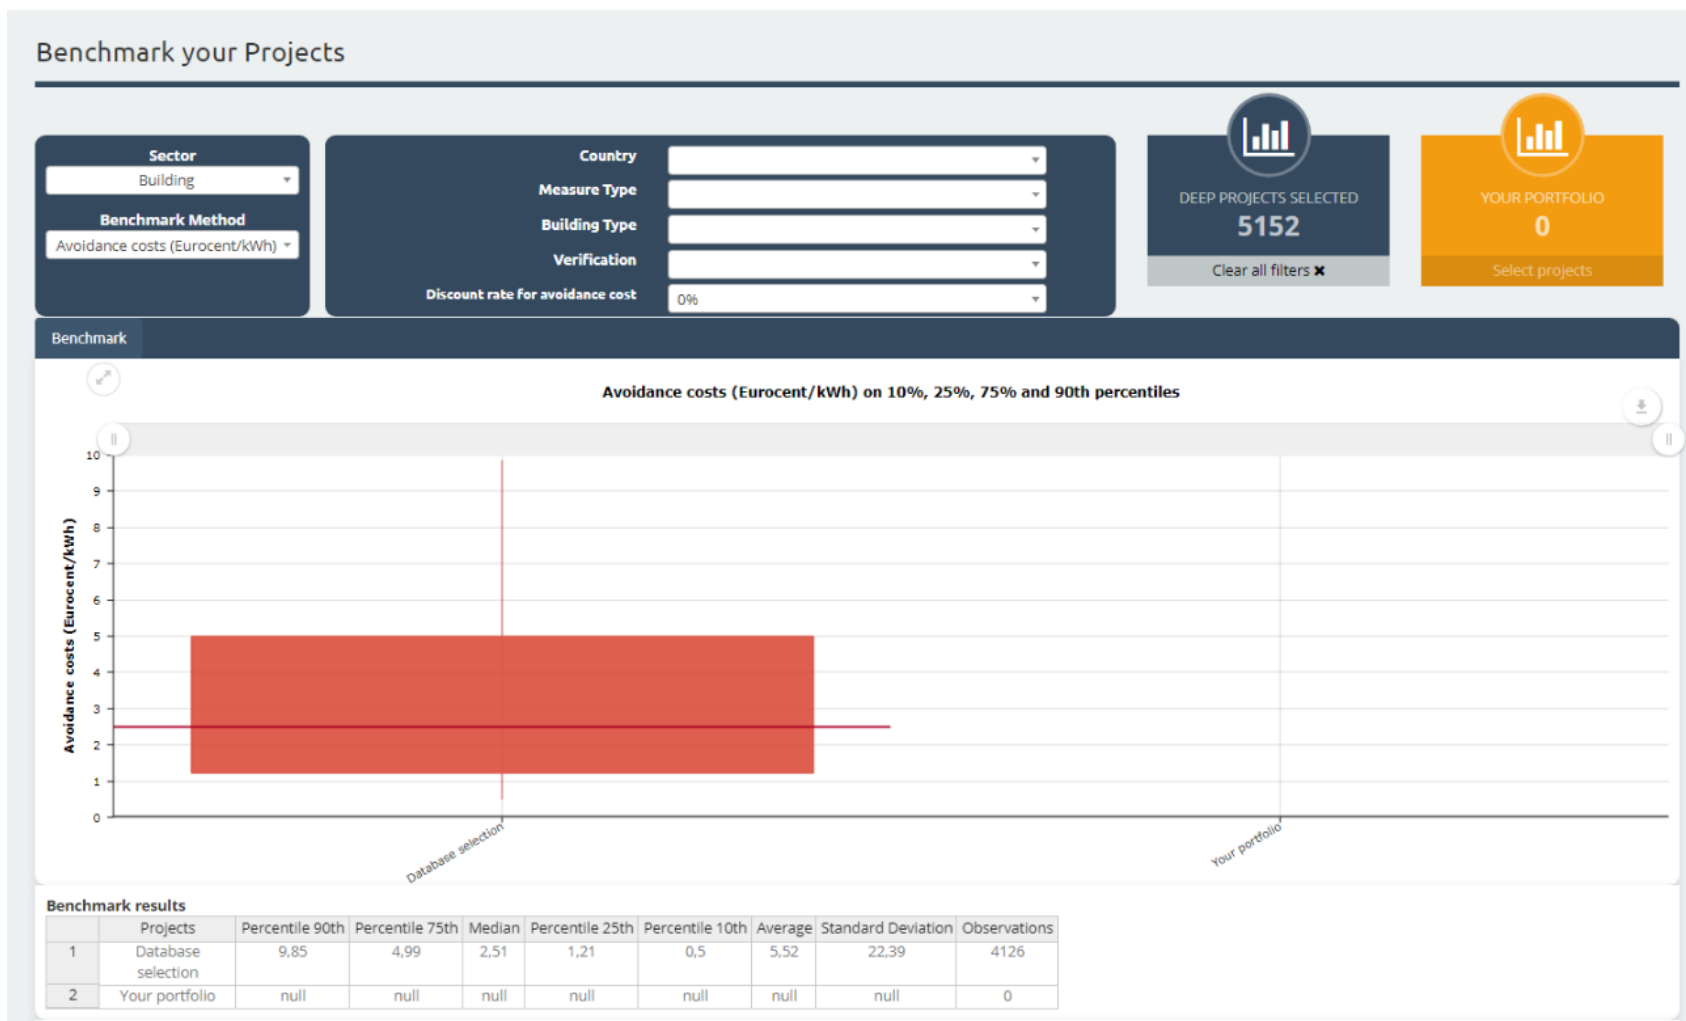 Benchmark your Projects
Sector
Building
Benchmark Method
Avoidance costs (Eurocent/kWh)
Country
Measure Type
Building Type
Verification
Discount rate for avoidance cost
0%
DEEP PROJECTS SELECTED
5152
Clear all filters ✖
YOUR PORTFOLIO
0
Select projects
Benchmark
Avoidance costs (Eurocent/kWh) on 10%, 25%, 75% and 90th percentiles
Avoidance costs (Eurocent/kWh)
10
9
8
7
6
5
4
3
2
1
0
Database selection
Your portfolio
Benchmark results
Projects Percentile 90th Percentile 75th Median Percentile 25th Percentile 10th Average Standard Deviation Observations
1 Database selection 9,85 4,99 2,51 1,21 0,5 5,52 22,39 4126
2 Your portfolio null null null null null null null 0